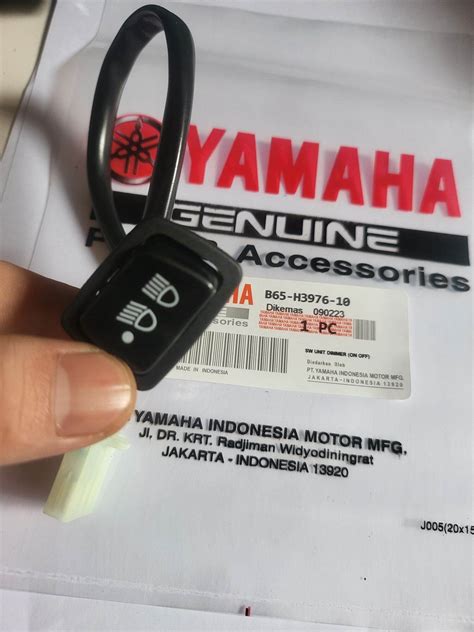 YAMAHA
GENUINE
P Accessories
MAHA
ories
B65-H3976-10
Dikemas 090223
1 PC
MADE IN INDONESIA
SW UNIT DIMMER (ON OFF)
Diedarkan Oleh
PT. YAMAHA INDONESIA MOTOR MFG.
JAKARTA-INDONESIA 13920
YAMAHA INDONESIA MOTOR MFG.
Jl. DR. KRT. Radjiman Widyodiningrat
JAKARTA - INDONESIA 13920
J005(20x15